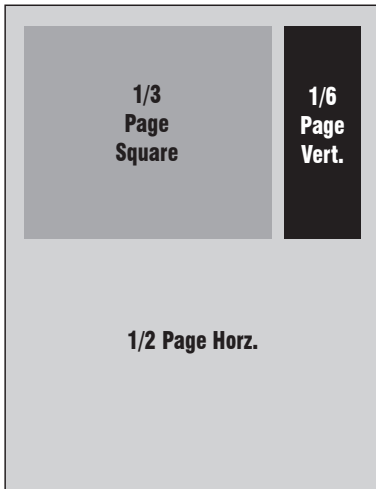 1/3
Page
Square
1/6
Page
Vert.
1/2 Page Horz.